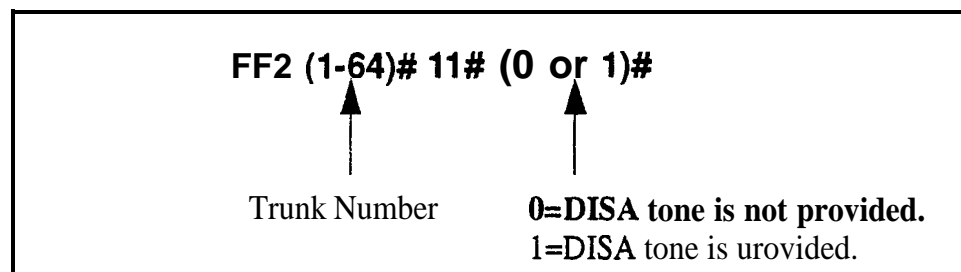 FF2 (1-64)# 11# (0 or 1)#
Trunk Number
0=DISA tone is not provided.
1=DISA tone is urovided.